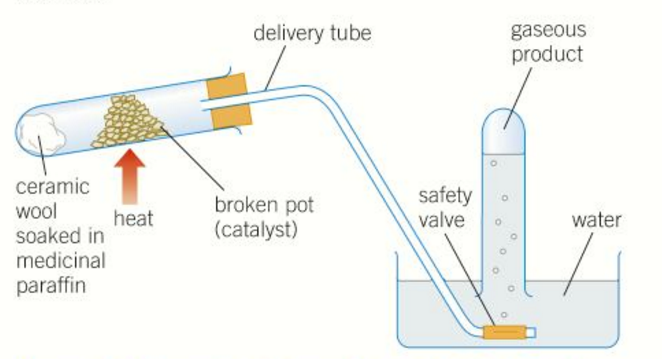 delivery tube
gaseous
product
ceramic
wool
soaked in
medicinal
paraffin
heat
broken pot
(catalyst)
safety
valve
water